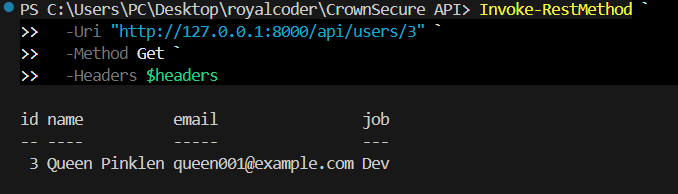 PS C:\Users\PC\Desktop\royalcoder\CrownSecure API> Invoke-RestMethod `
>>   -Uri "http://127.0.0.1:8000/api/users/3" `
>>   -Method Get `
>>   -Headers $headers
id name          email                job
-- ----          -----                ---
 3 Queen Pinklen queen001@example.com Dev